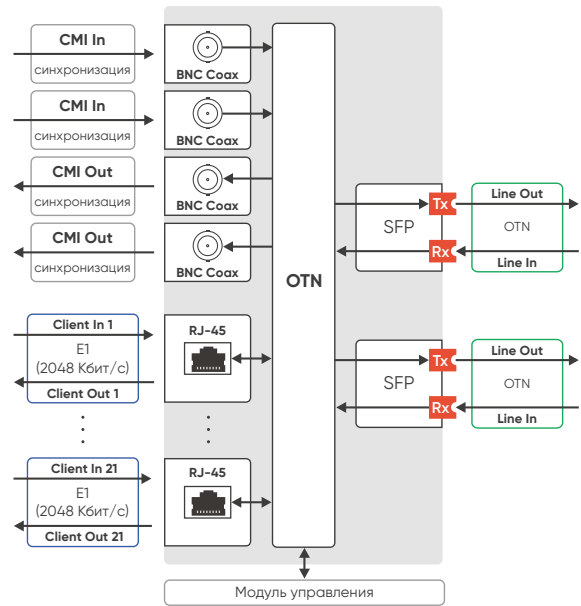 CMI In
синхронизация
BNC Coax
CMI In
синхронизация
BNC Coax
CMI Out
синхронизация
BNC Coax
CMI Out
синхронизация
BNC Coax
Client In 1
E1
(2048 Кбит/с)
Client Out 1
RJ-45
Client In 21
E1
(2048 Кбит/с)
Client Out 21
RJ-45
OTN
SFP
Tx
Rx
Line Out
OTN
Line In
SFP
Tx
Rx
Line Out
OTN
Line In
Модуль управления